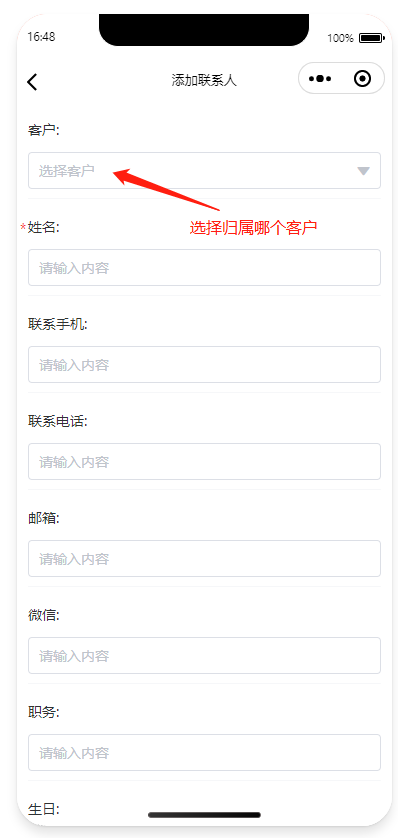 16:48
100%
添加联系人
客户:
选择客户
*姓名:
选择归属哪个客户
请输入内容
联系手机:
请输入内容
联系电话:
请输入内容
邮箱:
请输入内容
微信:
请输入内容
职务:
请输入内容
生日: